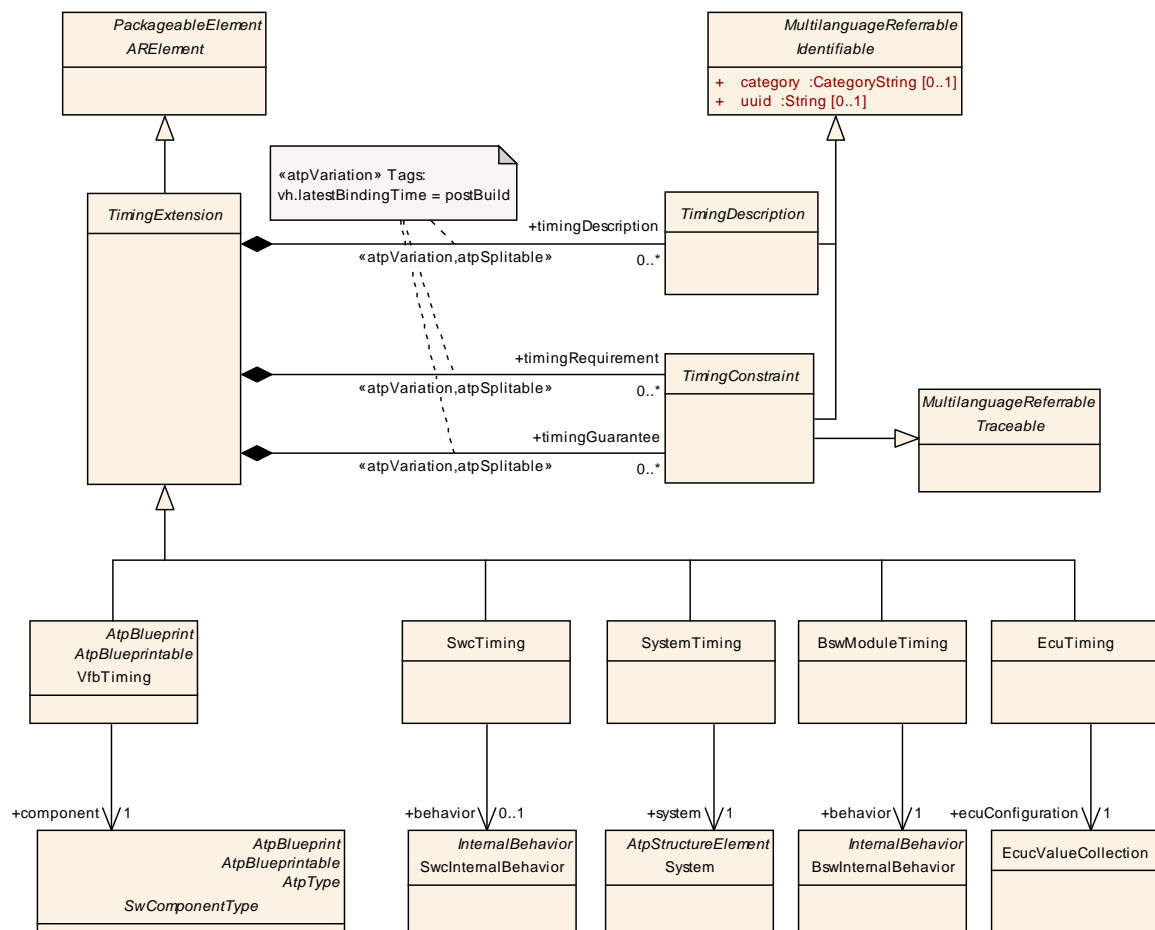 PackageableElement
ARElement
MultilanguageReferrable
Identifiable
+ category :CategoryString [0..1]
+ uuid :String [0..1]
«atpVariation» Tags:
vh.latestBindingTime = postBuild
TimingExtension
TimingDescription
+timingDescription
«atpVariation,atpSplitable»
0..*
+timingRequirement
«atpVariation,atpSplitable»
0..*
TimingConstraint
MultilanguageReferrable
Traceable
+timingGuarantee
«atpVariation,atpSplitable»
0..*
AtpBlueprint
AtpBlueprintable
VfbTiming
SwcTiming
SystemTiming
BswModuleTiming
EcuTiming
+component
1
+behavior
0..1
+system
1
+behavior
1
+ecuConfiguration
1
AtpBlueprint
AtpBlueprintable
AtpType
SwComponentType
InternalBehavior
SwcInternalBehavior
AtpStructureElement
System
InternalBehavior
BswInternalBehavior
EcucValueCollection